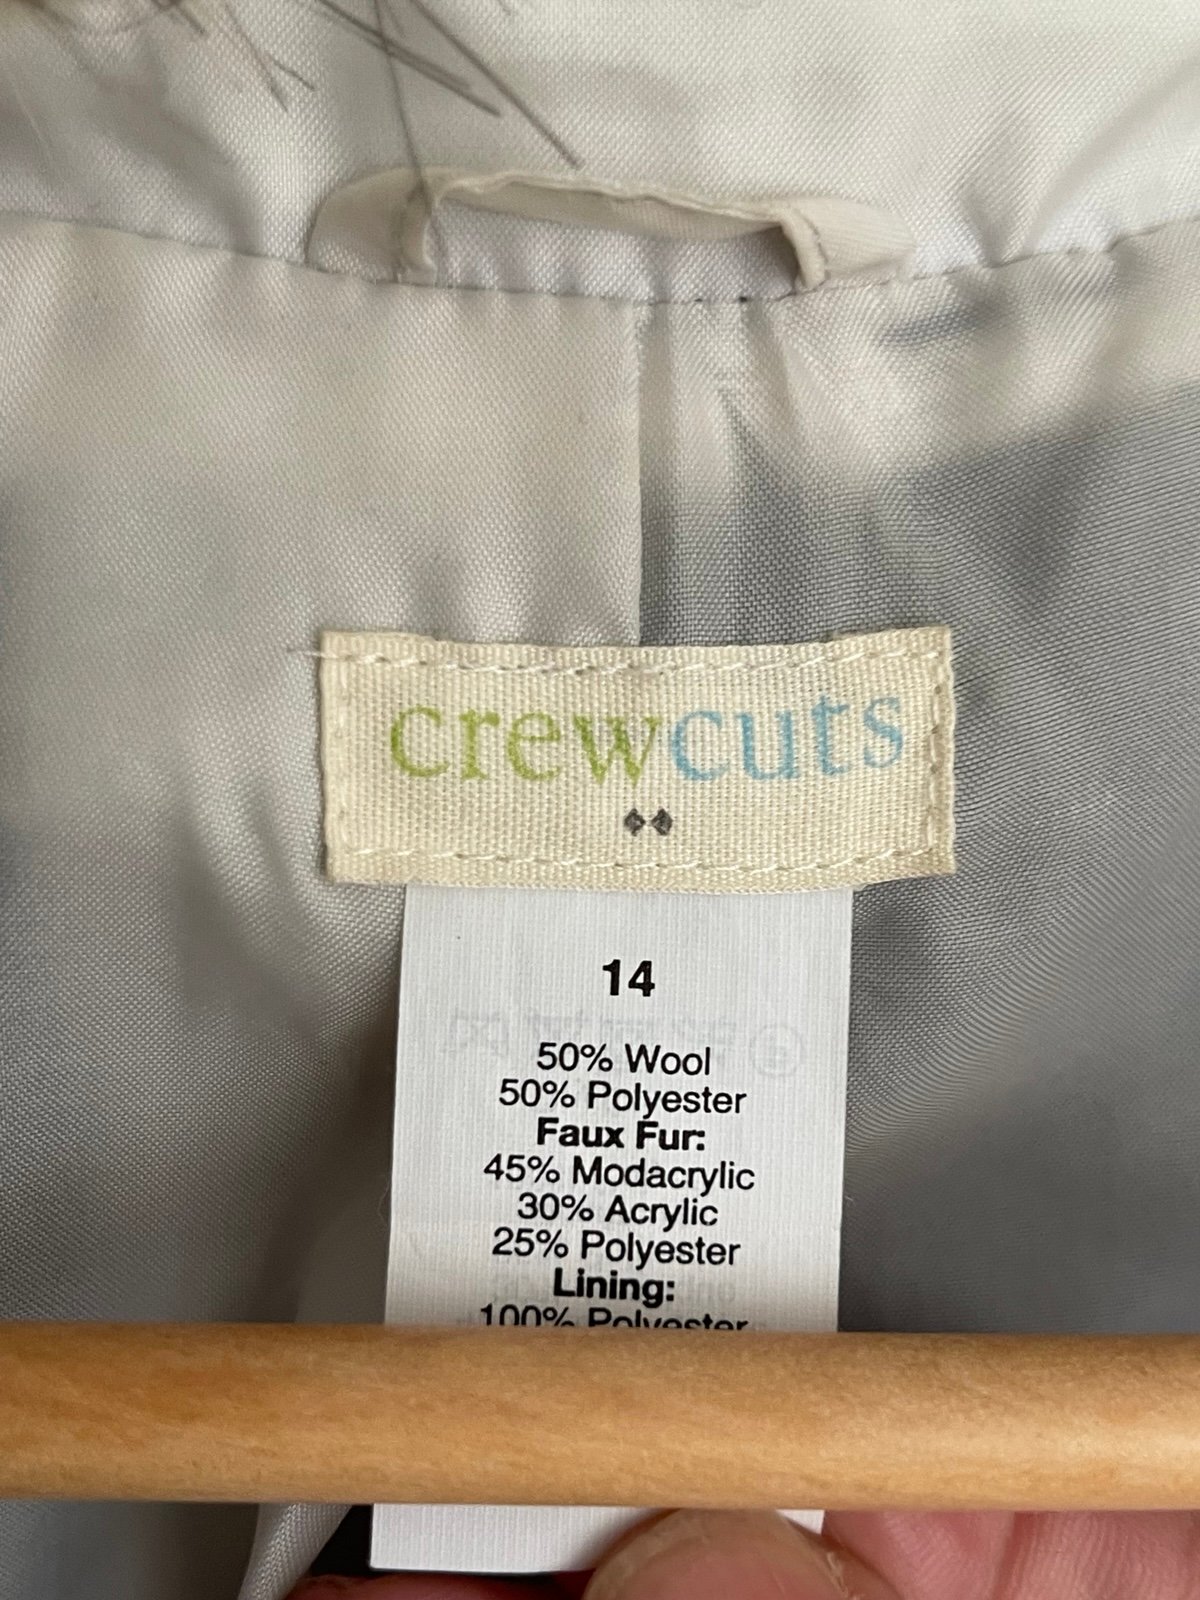 crewcuts
14
50% Wool
50% Polyester
Faux Fur:
45% Modacrylic
30% Acrylic
25% Polyester
Lining:
100% Polyester